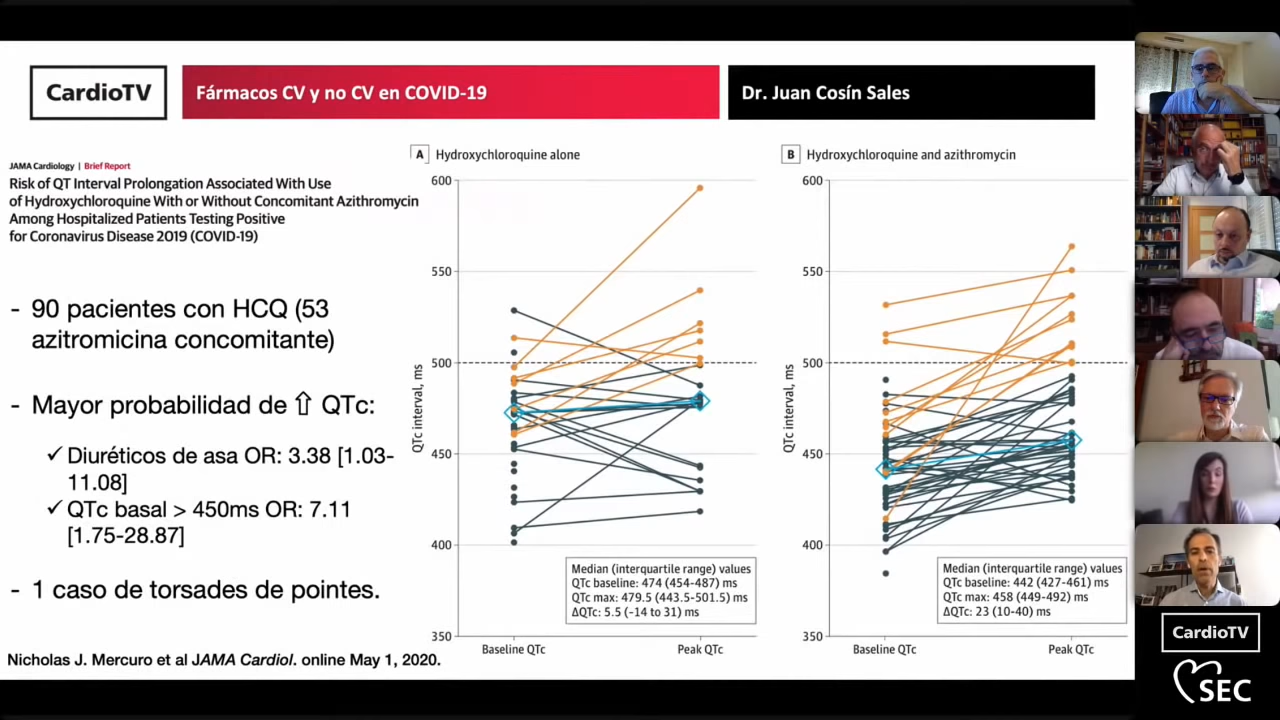 CardioTV
Fármacos CV y no CV en COVID-19
Dr. Juan Cosín Sales
JAMA Cardiology | Brief Report
Risk of QT Interval Prolongation Associated With Use
of Hydroxychloroquine With or Without Concomitant Azithromycin
Among Hospitalized Patients Testing Positive
for Coronavirus Disease 2019 (COVID-19)
- 90 pacientes con HCQ (53
azitromicina concomitante)
- Mayor probabilidad de ⇧ QTc:
✓ Diuréticos de asa OR: 3.38 [1.03-
11.08]
✓ QTc basal > 450ms OR: 7.11
[1.75-28.87]
- 1 caso de torsades de pointes.
Nicholas J. Mercuro et al JAMA Cardiol. online May 1, 2020.
A Hydroxychloroquine alone
QTc interval, ms
600
550
500
450
400
350
Median (interquartile range) values
QTc baseline: 474 (454-487) ms
QTc max: 479.5 (443.5-501.5) ms
ΔQTc: 5.5 (-14 to 31) ms
Baseline QTc
Peak QTc
B Hydroxychloroquine and azithromycin
QTc interval, ms
600
550
500
450
400
350
Median (interquartile range) values
QTc baseline: 442 (427-461) ms
QTc max: 458 (449-492) ms
ΔQTc: 23 (10-40) ms
Baseline QTc
Peak QTc
CardioTV
SEC